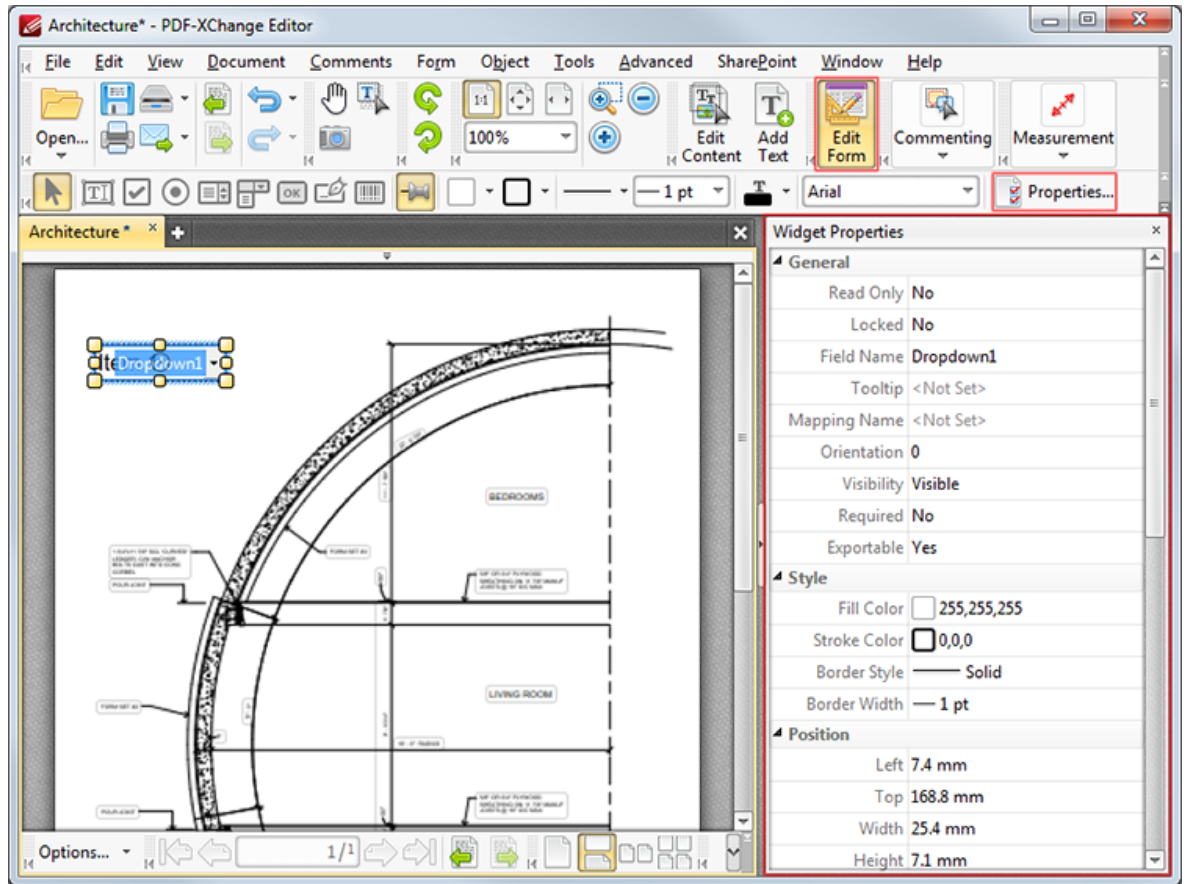 Architecture* - PDF-XChange Editor
File Edit View Document Comments Form Object Tools Advanced SharePoint Window Help
Open...
1:1
100%
Edit Content
Add Text
Edit Form
Commenting
Measurement
OK
1 pt
Arial
Properties...
Architecture *
Widget Properties
General
Read Only No
Locked No
Field Name Dropdown1
Tooltip <Not Set>
Mapping Name <Not Set>
Orientation 0
Visibility Visible
Required No
Exportable Yes
Style
Fill Color 255,255,255
Stroke Color 0,0,0
Border Style Solid
Border Width 1 pt
Position
Left 7.4 mm
Top 168.8 mm
Width 25.4 mm
Height 7.1 mm
Dropdown1
BEDROOMS
LIVING ROOM
Options...
1/1